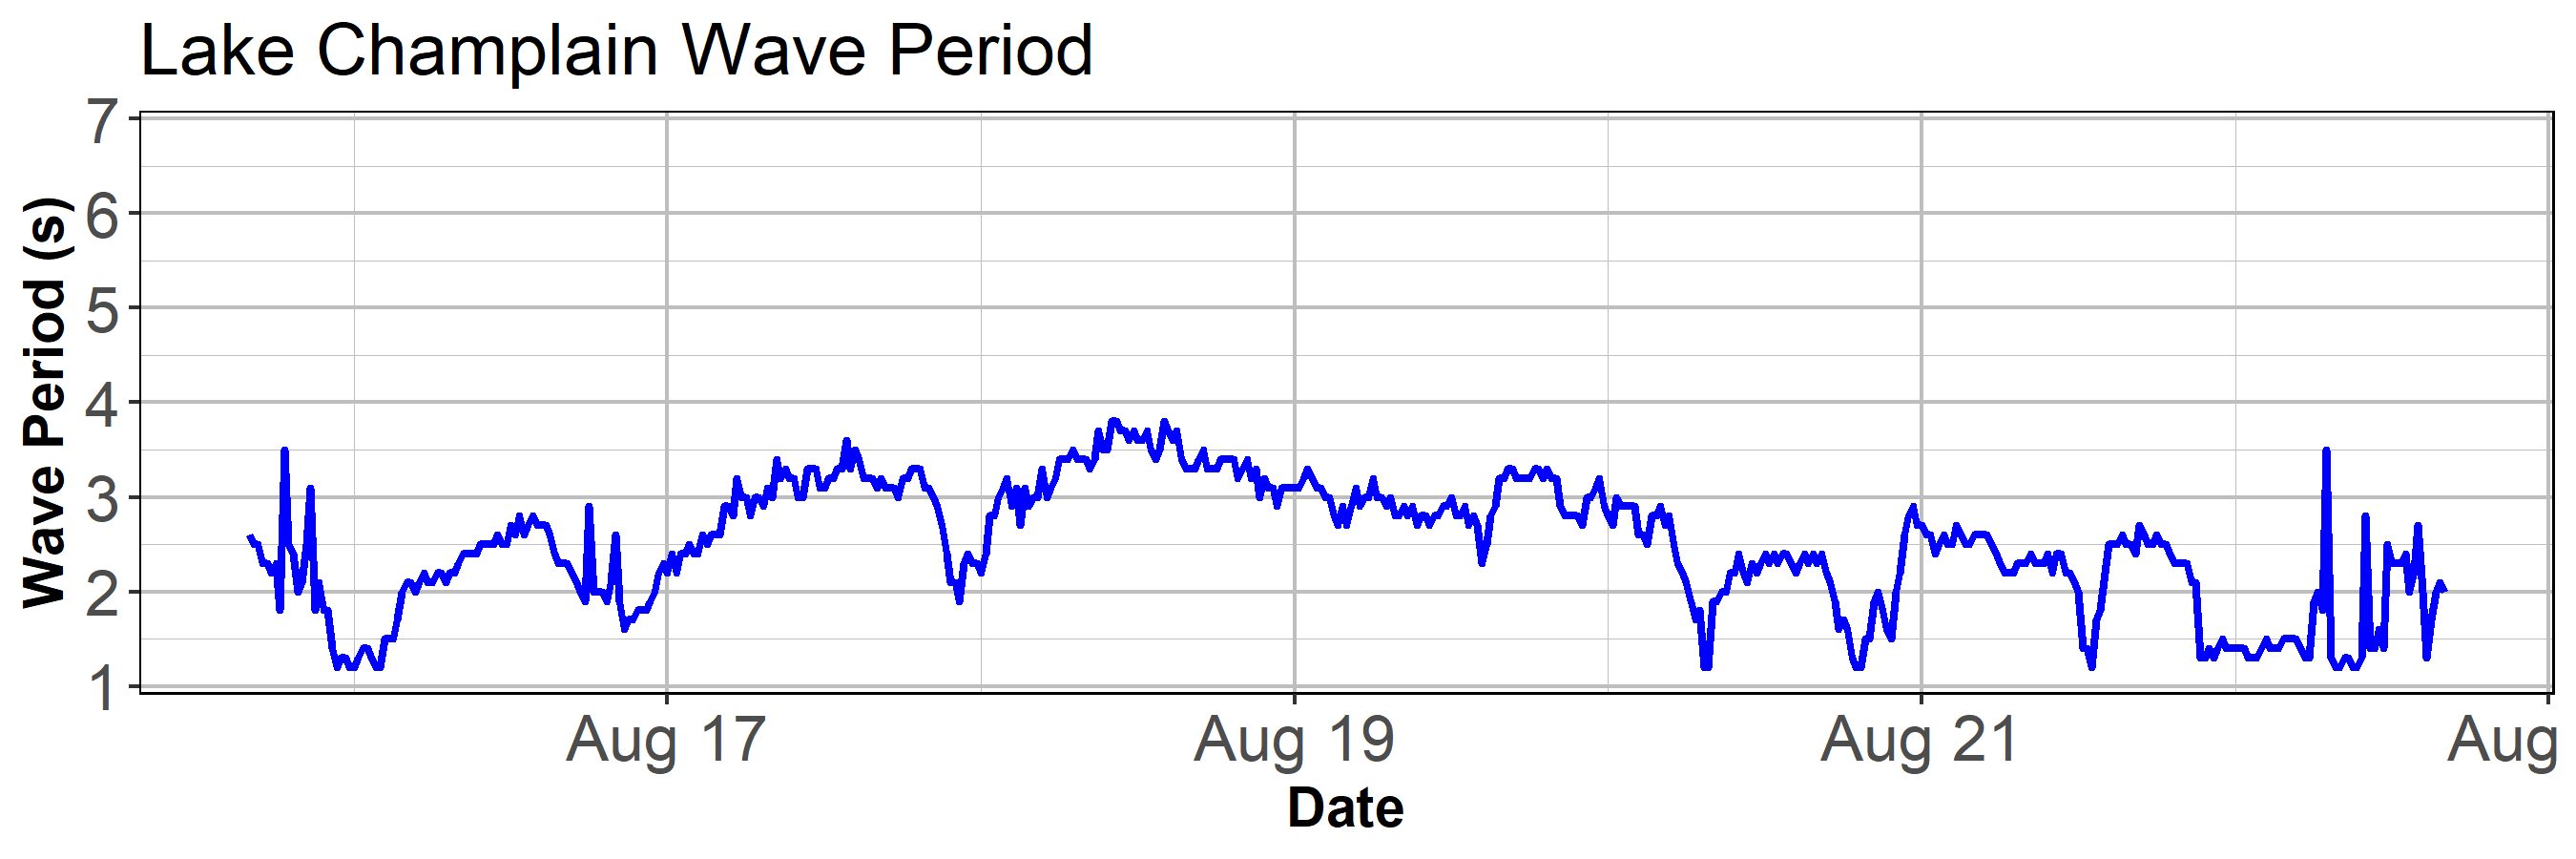 Lake Champlain Wave Period
Wave Period (s)
7
6
5
4
3
2
1
Aug 17
Aug 19
Aug 21
Aug
Date